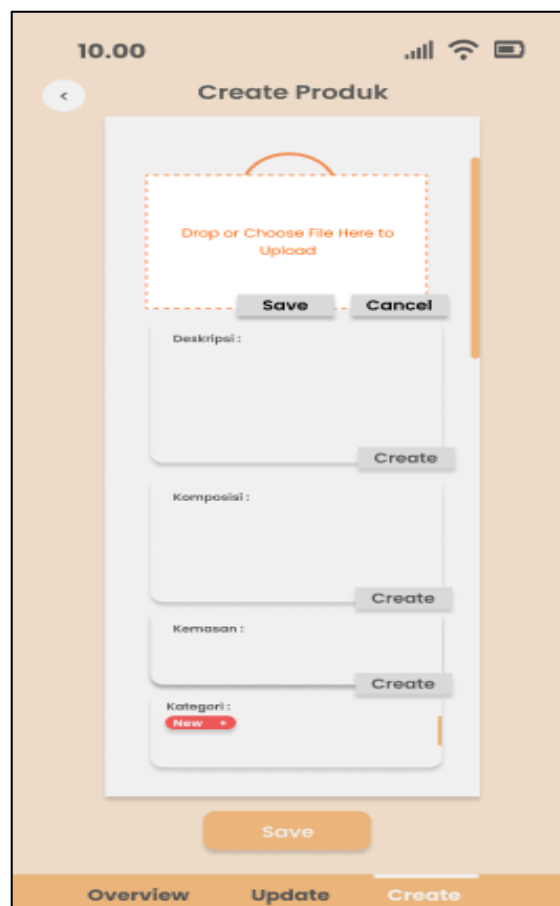 10.00
<
Create Produk
Drop or Choose File Here to
Upload
Save
Cancel
Deskripsi :
Create
Komposisi :
Create
Kemasan :
Create
Kategori :
New +
Save
Overview
Update
Create